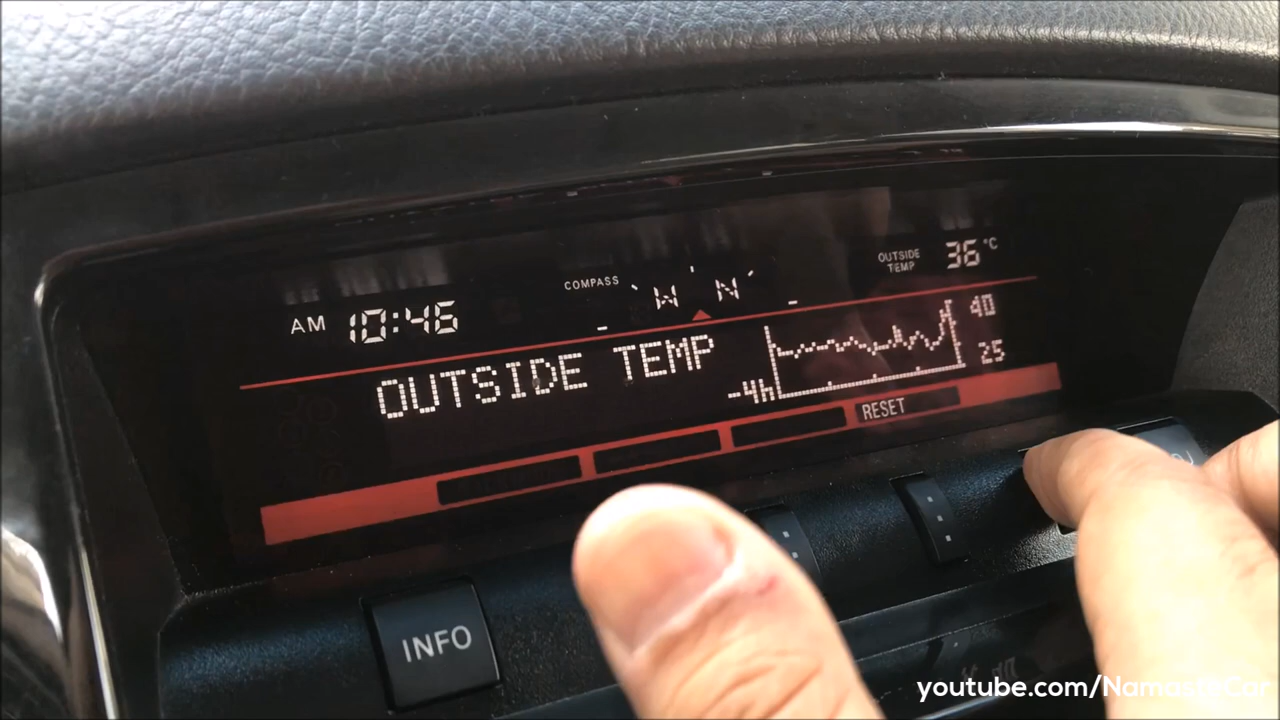 AM 10:46
COMPASS
W N
OUTSIDE
TEMP
36°C
OUTSIDE TEMP
40
25
-4h
RESET
INFO
youtube.com/NamasteCar